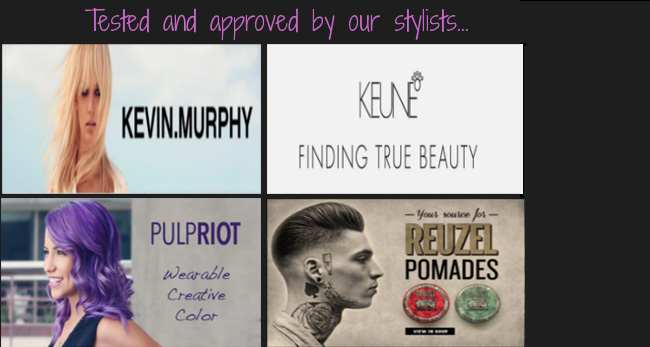 Tested and approved by our stylists...
KEVIN.MURPHY
KEUNE
FINDING TRUE BEAUTY
PULPRIOT
Wearable
Creative
Color
Your source for
REUZEL
POMADES
VIEW IN SHOP